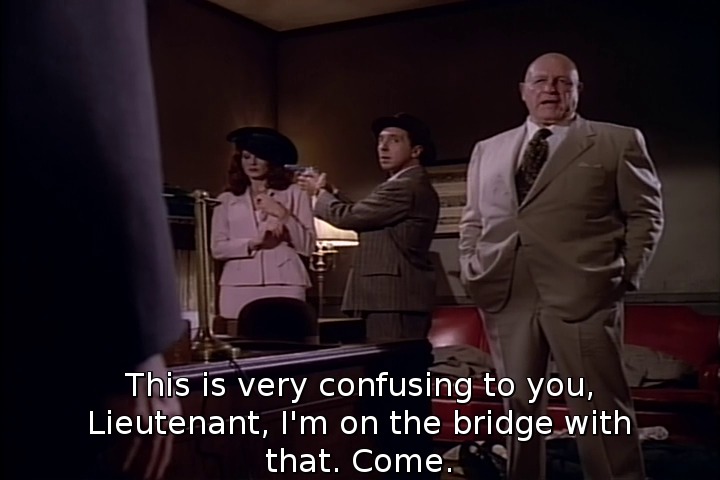 This is very confusing to you,
Lieutenant, I'm on the bridge with
that. Come.